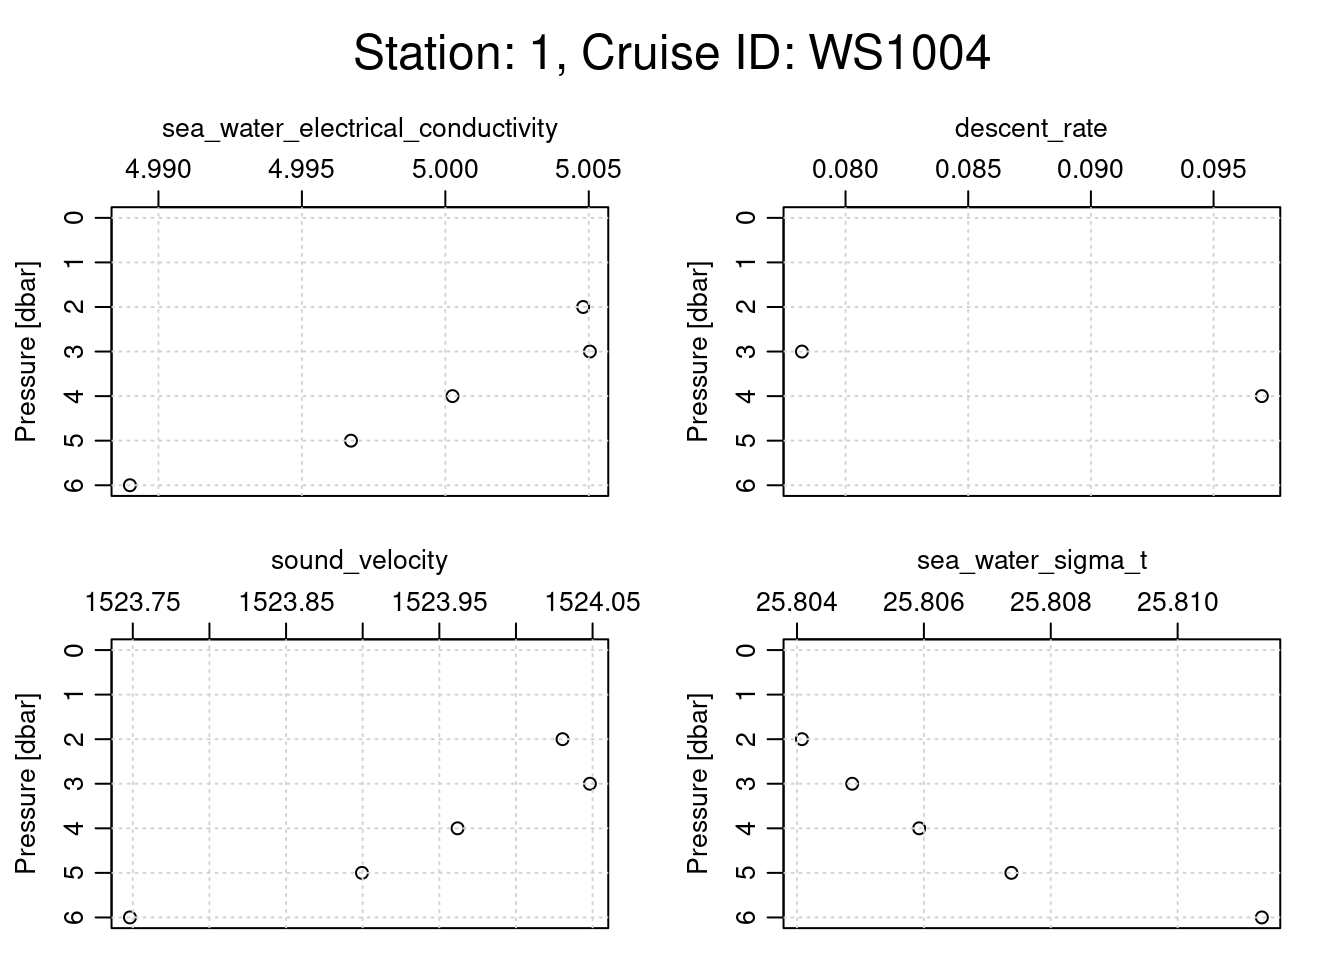 Station: 1, Cruise ID: WS1004
sea_water_electrical_conductivity
4.990 4.995 5.000 5.005
Pressure [dbar]
0
1
2
3
4
5
6
descent_rate
0.080 0.085 0.090 0.095
Pressure [dbar]
0
1
2
3
4
5
6
sound_velocity
1523.75 1523.85 1523.95 1524.05
Pressure [dbar]
0
1
2
3
4
5
6
sea_water_sigma_t
25.804 25.806 25.808 25.810
Pressure [dbar]
0
1
2
3
4
5
6